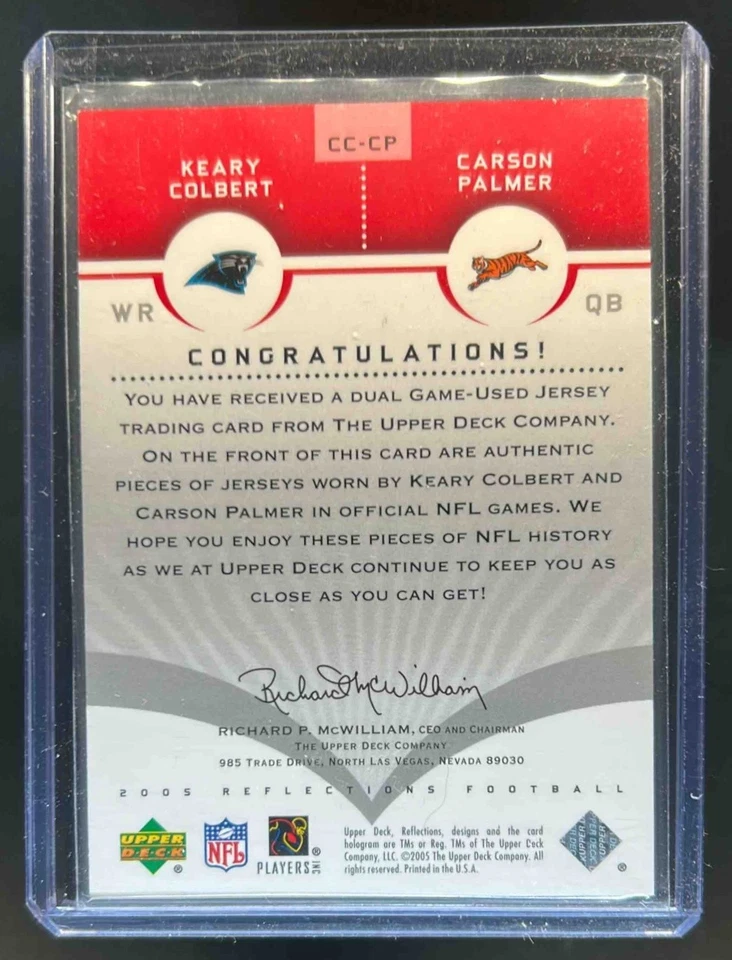 CC-CP
KEARY
COLBERT
CARSON
PALMER
WR
QB
CONGRATULATIONS!
YOU HAVE RECEIVED A DUAL GAME-USED JERSEY
TRADING CARD FROM THE UPPER DECK COMPANY.
ON THE FRONT OF THIS CARD ARE AUTHENTIC
PIECES OF JERSEYS WORN BY KEARY COLBERT AND
CARSON PALMER IN OFFICIAL NFL GAMES. WE
HOPE YOU ENJOY THESE PIECES OF NFL HISTORY
AS WE AT UPPER DECK CONTINUE TO KEEP YOU AS
CLOSE AS YOU CAN GET!
Richard McWilliam
RICHARD P. MCWILLIAM, CEO AND CHAIRMAN
THE UPPER DECK COMPANY
985 TRADE DRIVE, NORTH LAS VEGAS, NEVADA 89030
2005 REFLECTIONS FOOTBALL
UPPER
DECK
®
NFL
PLAYERS INC ®
Upper Deck, Reflections, designs and the card
hologram are TMs or Reg. TMs of The Upper Deck
Company, LLC. ©2005 The Upper Deck Company. All
rights reserved. Printed in the U.S.A.
UPPER
®